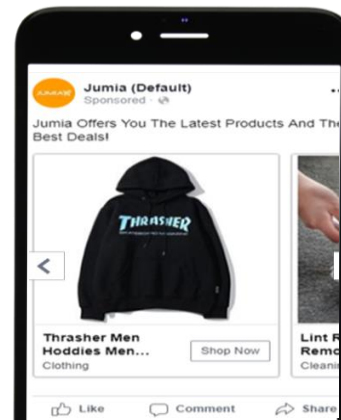 JUMIA
Jumia (Default)
Sponsored ·
Jumia Offers You The Latest Products And The
Best Deals!
THRASHER
Thrasher Men
Hoddies Men...
Clothing
Shop Now
Lint R
Remo
Cleani
Like
Comment
Share